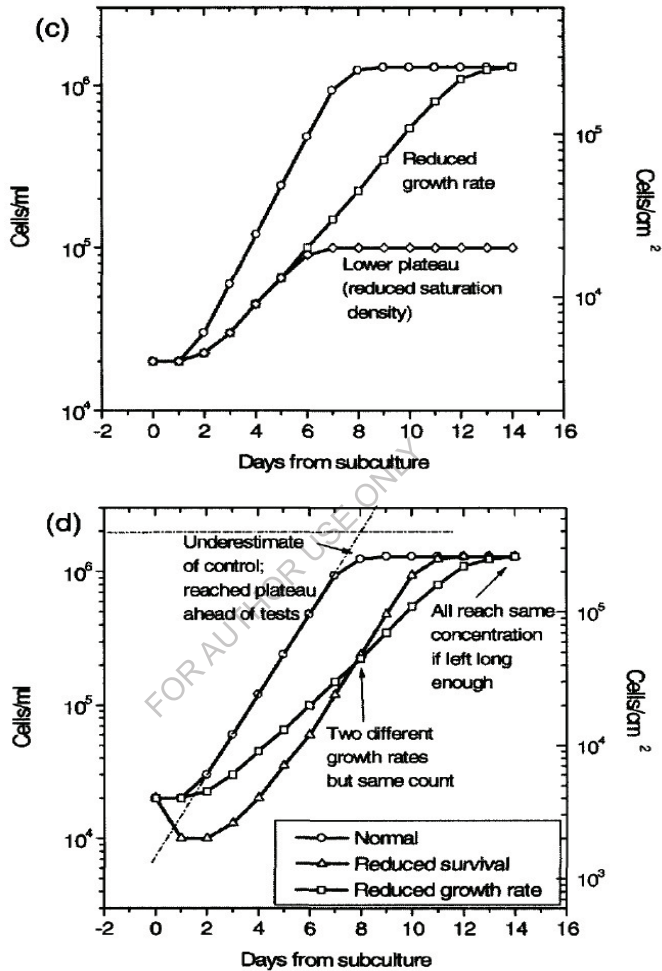 (c)
10^6
10^5
10^4
Cells/ml
10^5
10^4
Cells/cm^2
Reduced
growth rate
Lower plateau
(reduced saturation
density)
-2 0 2 4 6 8 10 12 14 16
Days from subculture
FOR AUTHOR USE ONLY
(d)
10^6
10^5
10^4
Cells/ml
10^5
10^4
10^3
Cells/cm^2
Underestimate
of control;
reached plateau
ahead of tests
All reach same
concentration
if left long
enough
Two different
growth rates
but same count
Normal
Reduced survival
Reduced growth rate
-2 0 2 4 6 8 10 12 14 16
Days from subculture